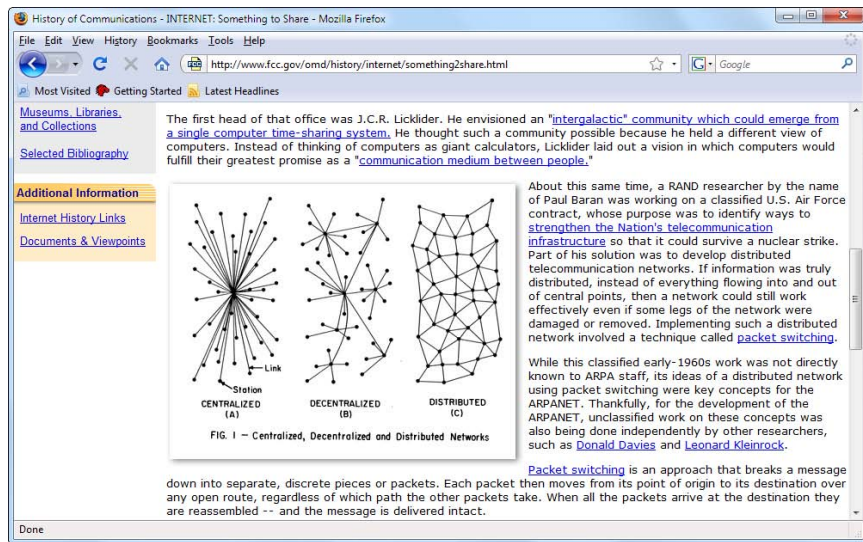 History of Communications - INTERNET: Something to Share - Mozilla Firefox
File Edit View History Bookmarks Tools Help
http://www.fcc.gov/omd/history/internet/something2share.html
Google
Most Visited Getting Started Latest Headlines
Museums, Libraries,
and Collections
Selected Bibliography
Additional Information
Internet History Links
Documents & Viewpoints
The first head of that office was J.C.R. Licklider. He envisioned an "intergalactic" community which could emerge from
a single computer time-sharing system. He thought such a community possible because he held a different view of
computers. Instead of thinking of computers as giant calculators, Licklider laid out a vision in which computers would
fulfill their greatest promise as a "communication medium between people."
Link
Station
CENTRALIZED
(A)
DECENTRALIZED
(B)
DISTRIBUTED
(C)
FIG. 1 — Centralized, Decentralized and Distributed Networks
About this same time, a RAND researcher by the name
of Paul Baran was working on a classified U.S. Air Force
contract, whose purpose was to identify ways to
strengthen the Nation's telecommunication
infrastructure so that it could survive a nuclear strike.
Part of his solution was to develop distributed
telecommunication networks. If information was truly
distributed, instead of everything flowing into and out
of central points, then a network could still work
effectively even if some legs of the network were
damaged or removed. Implementing such a distributed
network involved a technique called packet switching.
While this classified early-1960s work was not directly
known to ARPA staff, its ideas of a distributed network
using packet switching were key concepts for the
ARPANET. Thankfully, for the development of the
ARPANET, unclassified work on these concepts was
also being done independently by other researchers,
such as Donald Davies and Leonard Kleinrock.
Packet switching is an approach that breaks a message
down into separate, discrete pieces or packets. Each packet then moves from its point of origin to its destination over
any open route, regardless of which path the other packets take. When all the packets arrive at the destination they
are reassembled -- and the message is delivered intact.
Done